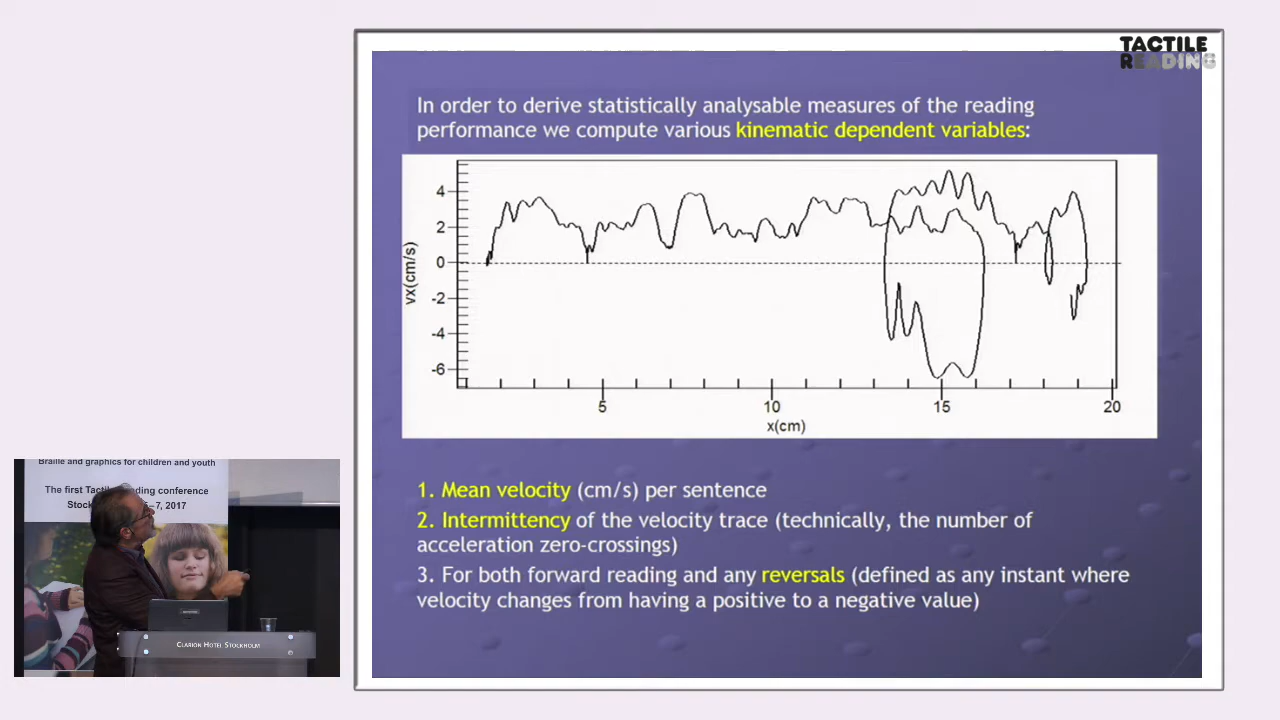 TACTILE
READING
In order to derive statistically analysable measures of the reading
performance we compute various kinematic dependent variables:
4
2
0
-2
-4
-6
vx(cm/s)
5
10
15
20
x(cm)
1. Mean velocity (cm/s) per sentence
2. Intermittency of the velocity trace (technically, the number of
acceleration zero-crossings)
3. For both forward reading and any reversals (defined as any instant where
velocity changes from having a positive to a negative value)
Braille and graphics for children and youth
The first Tactile Reading conference
7, 2017
CLARION HOTEL STOCKHOLM